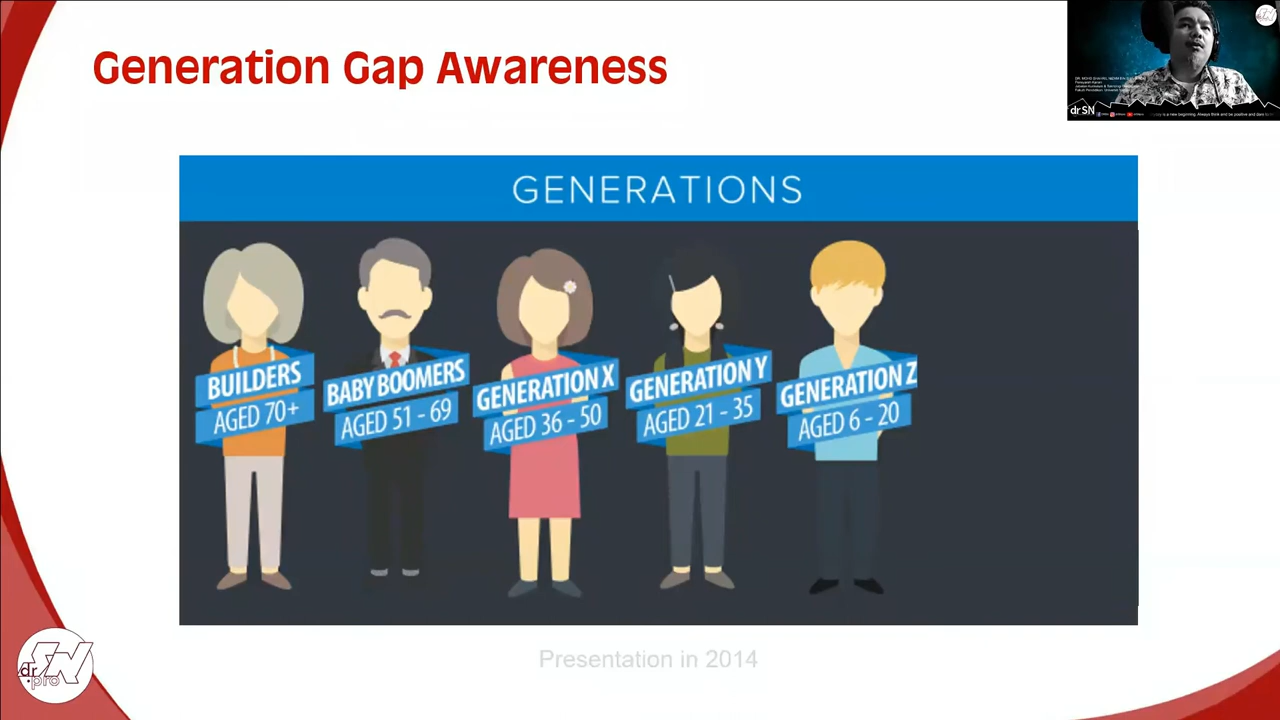 Generation Gap Awareness
drSN
GENERATIONS
BUILDERS
AGED 70+
BABY BOOMERS
AGED 51 – 69
GENERATION X
AGED 36 – 50
GENERATION Y
AGED 21 – 35
GENERATION Z
AGED 6 – 20
Presentation in 2014
dr
SN
.pro